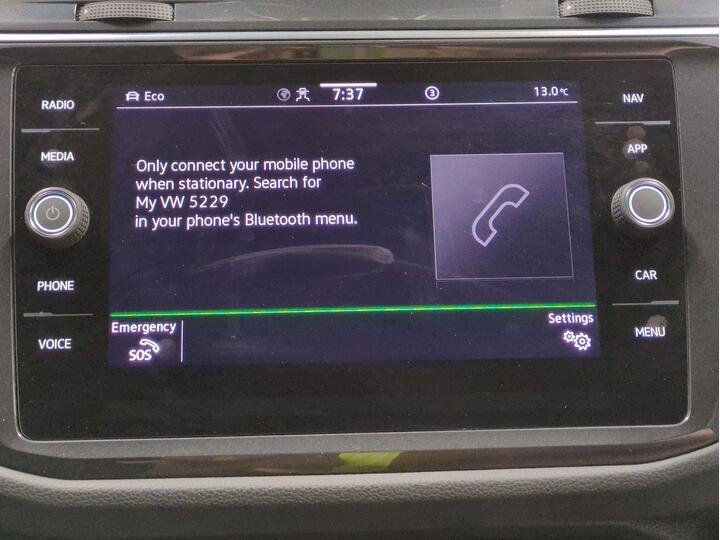 RADIO
MEDIA
PHONE
VOICE
Eco
7:37
3
13.0°C
Only connect your mobile phone
when stationary. Search for
My VW 5229
in your phone's Bluetooth menu.
Emergency
SOS
Settings
NAV
APP
CAR
MENU